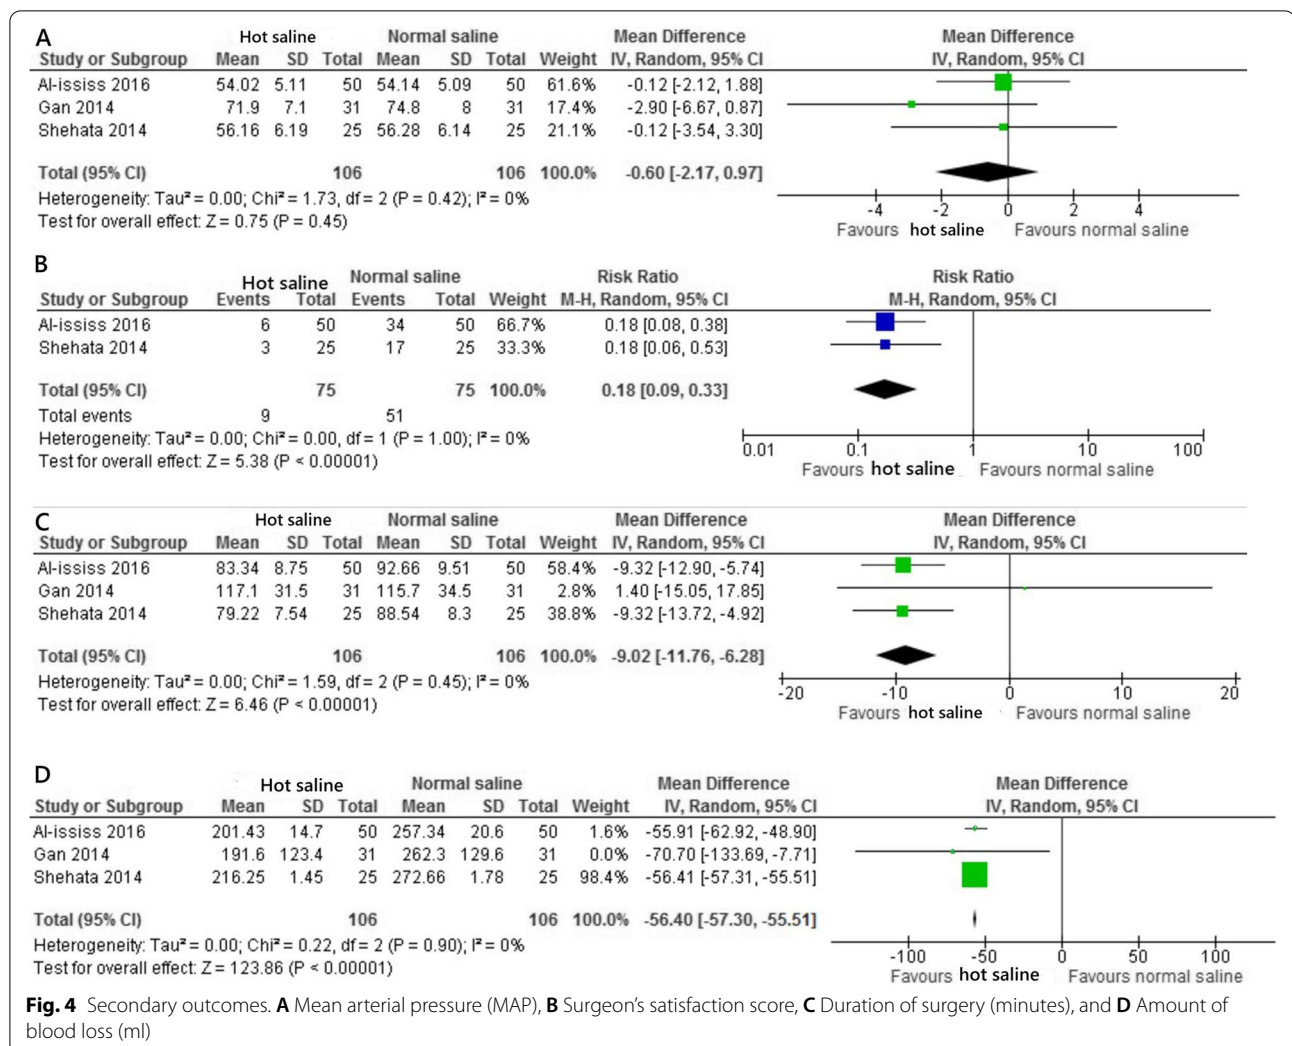 A
Hot saline Normal saline Mean Difference Mean Difference
Study or Subgroup Mean SD Total Mean SD Total Weight IV, Random, 95% CI IV, Random, 95% CI
Al-ississ 2016 54.02 5.11 50 54.14 5.09 50 61.6% -0.12 [-2.12, 1.88]
Gan 2014 71.9 7.1 31 74.8 8 31 17.4% -2.90 [-6.67, 0.87]
Shehata 2014 56.16 6.19 25 56.28 6.14 25 21.1% -0.12 [-3.54, 3.30]
Total (95% CI) 106 106 100.0% -0.60 [-2.17, 0.97]
Heterogeneity: Tau² = 0.00; Chi² = 1.73, df = 2 (P = 0.42); I² = 0%
Test for overall effect: Z = 0.75 (P = 0.45)
-4 -2 0 2 4
Favours hot saline Favours normal saline
B
Hot saline Normal saline Risk Ratio Risk Ratio
Study or Subgroup Events Total Events Total Weight M-H, Random, 95% CI M-H, Random, 95% CI
Al-ississ 2016 6 50 34 50 66.7% 0.18 [0.08, 0.38]
Shehata 2014 3 25 17 25 33.3% 0.18 [0.06, 0.53]
Total (95% CI) 75 75 100.0% 0.18 [0.09, 0.33]
Total events 9 51
Heterogeneity: Tau² = 0.00; Chi² = 0.00, df = 1 (P = 1.00); I² = 0%
Test for overall effect: Z = 5.38 (P < 0.00001)
0.01 0.1 1 10 100
Favours hot saline Favours normal saline
C
Hot saline Normal saline Mean Difference Mean Difference
Study or Subgroup Mean SD Total Mean SD Total Weight IV, Random, 95% CI IV, Random, 95% CI
Al-ississ 2016 83.34 8.75 50 92.66 9.51 50 58.4% -9.32 [-12.90, -5.74]
Gan 2014 117.1 31.5 31 115.7 34.5 31 2.8% 1.40 [-15.05, 17.85]
Shehata 2014 79.22 7.54 25 88.54 8.3 25 38.8% -9.32 [-13.72, -4.92]
Total (95% CI) 106 106 100.0% -9.02 [-11.76, -6.28]
Heterogeneity: Tau² = 0.00; Chi² = 1.59, df = 2 (P = 0.45); I² = 0%
Test for overall effect: Z = 6.46 (P < 0.00001)
-20 -10 0 10 20
Favours hot saline Favours normal saline
D
Hot saline Normal saline Mean Difference Mean Difference
Study or Subgroup Mean SD Total Mean SD Total Weight IV, Random, 95% CI IV, Random, 95% CI
Al-ississ 2016 201.43 14.7 50 257.34 20.6 50 1.6% -55.91 [-62.92, -48.90]
Gan 2014 191.6 123.4 31 262.3 129.6 31 0.0% -70.70 [-133.69, -7.71]
Shehata 2014 216.25 1.45 25 272.66 1.78 25 98.4% -56.41 [-57.31, -55.51]
Total (95% CI) 106 106 100.0% -56.40 [-57.30, -55.51]
Heterogeneity: Tau² = 0.00; Chi² = 0.22, df = 2 (P = 0.90); I² = 0%
Test for overall effect: Z = 123.86 (P < 0.00001)
-100 -50 0 50 100
Favours hot saline Favours normal saline
Fig. 4 Secondary outcomes. A Mean arterial pressure (MAP), B Surgeon's satisfaction score, C Duration of surgery (minutes), and D Amount of
blood loss (ml)